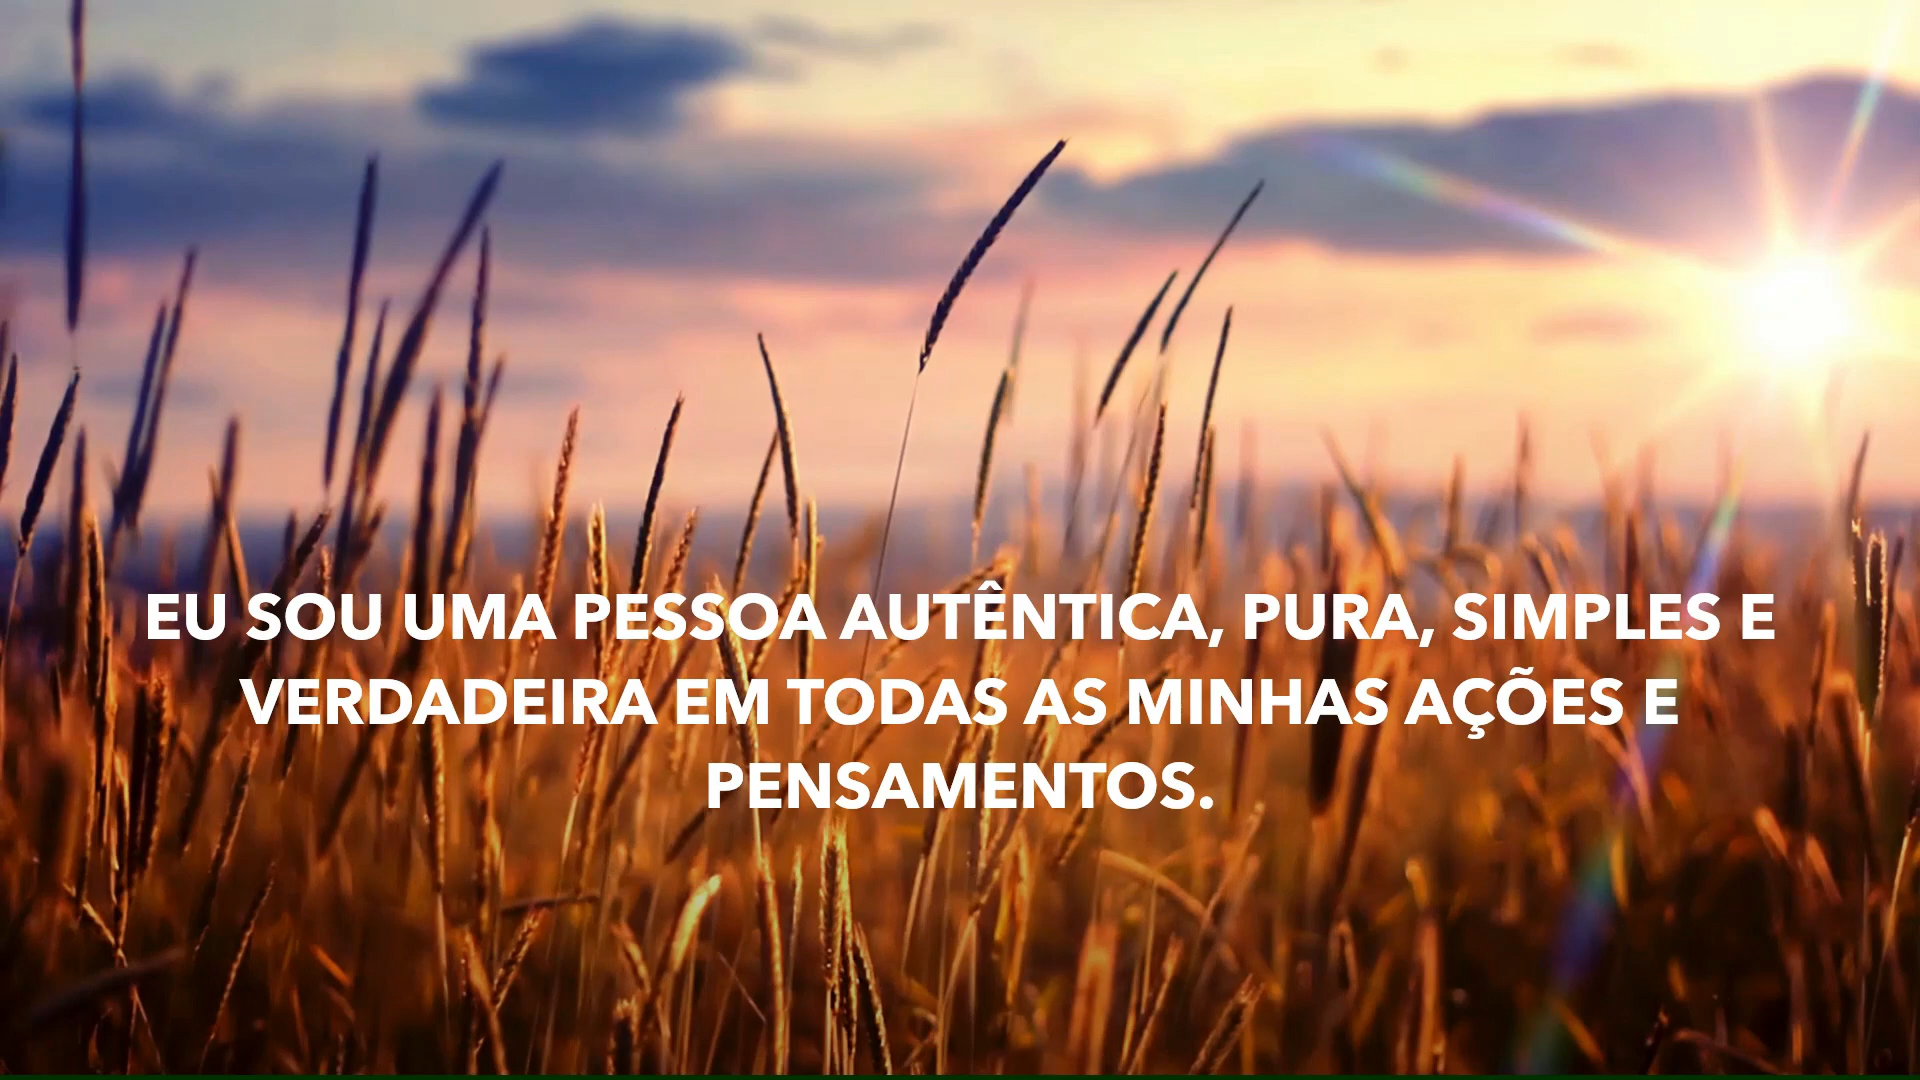 EU SOU UMA PESSOA AUTÊNTICA, PURA, SIMPLES E
VERDADEIRA EM TODAS AS MINHAS AÇÕES E
PENSAMENTOS.